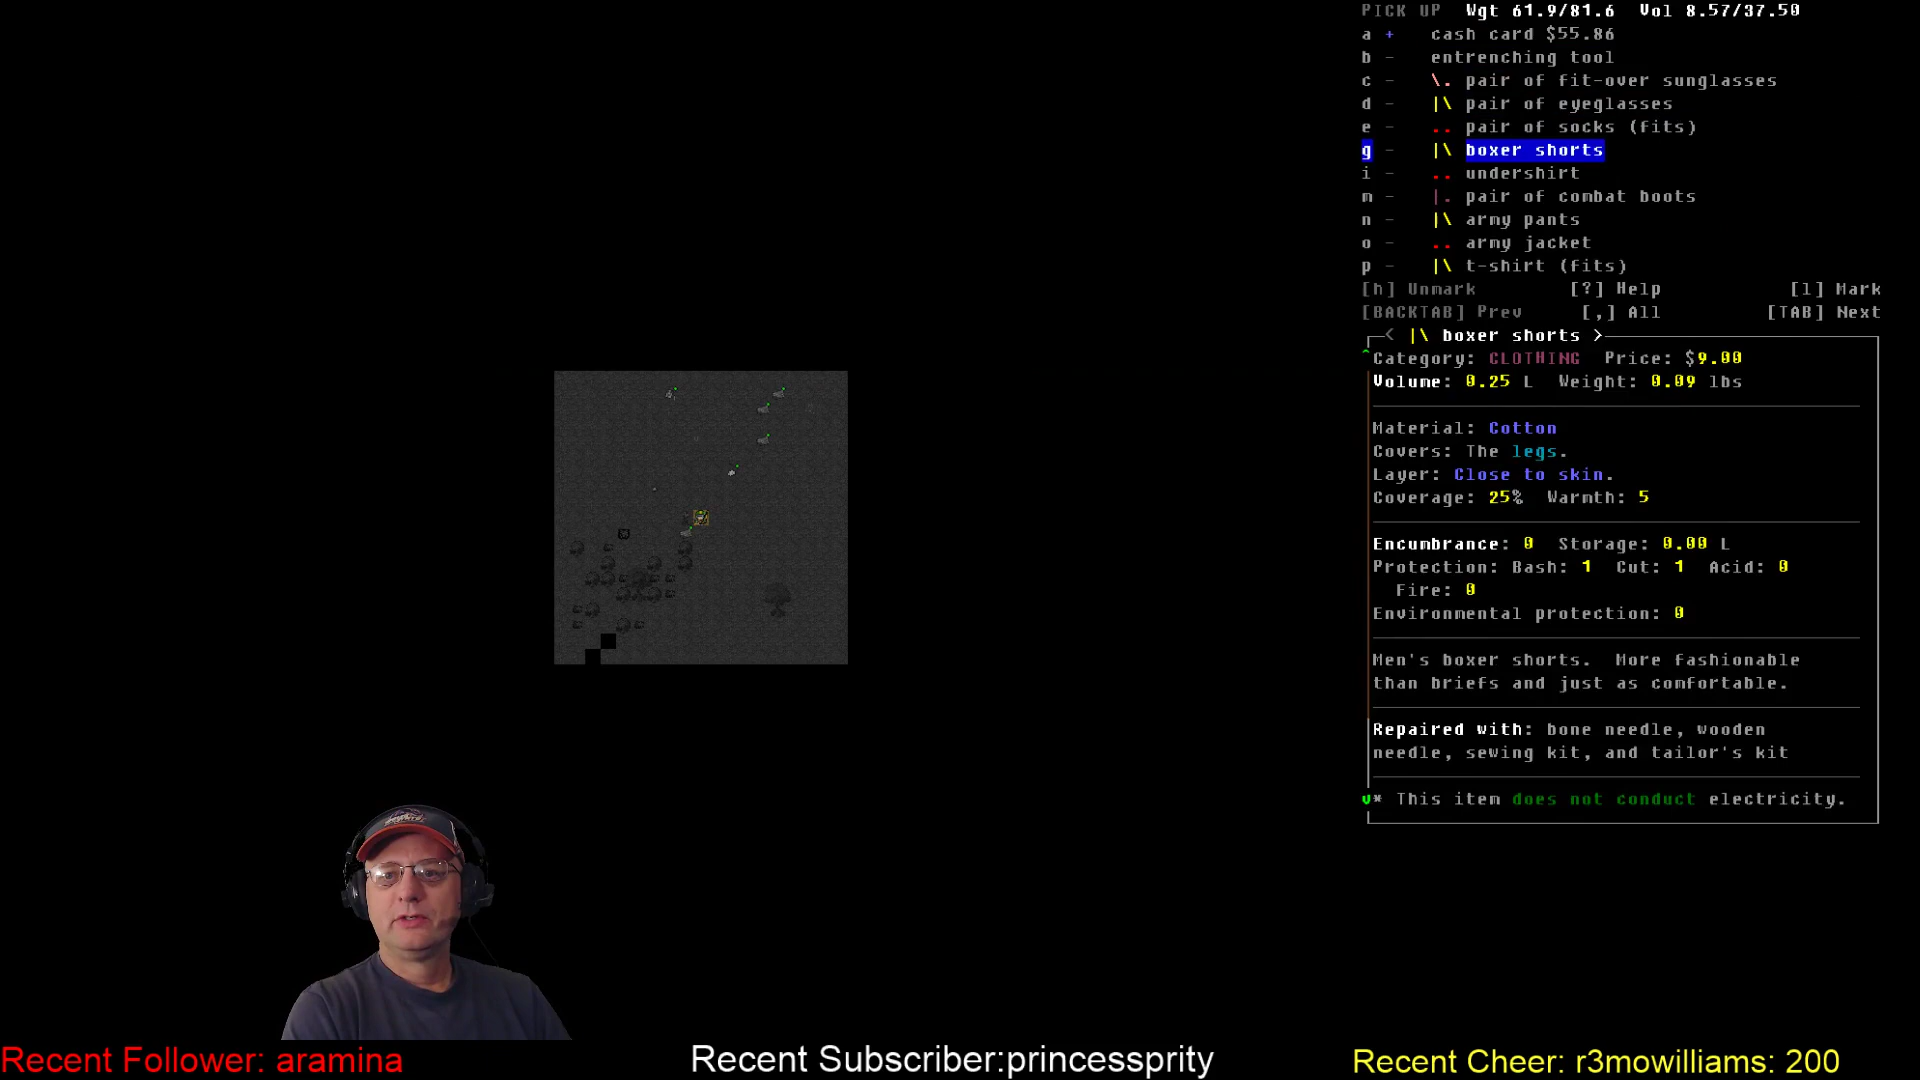 PICK UP  Wgt 61.9/81.6  Vol 8.57/37.50
a +   cash card $55.86
b -   entrenching tool
c -   \. pair of fit-over sunglasses
d -   |\ pair of eyeglasses
e -   .. pair of socks (fits)
g -   |\ boxer shorts
i -   .. undershirt
m -   |. pair of combat boots
n -   |\ army pants
o -   .. army jacket
p -   |\ t-shirt (fits)
[h] Unmark  [?] Help  [l] Mark
[BACKTAB] Prev  [,] All  [TAB] Next
< |\ boxer shorts >
^Category: CLOTHING  Price: $9.00
Volume: 0.25 L  Weight: 0.09 lbs
Material: Cotton
Covers: The legs.
Layer: Close to skin.
Coverage: 25%  Warmth: 5
Encumbrance: 0  Storage: 0.00 L
Protection: Bash: 1  Cut: 1  Acid: 0
Fire: 0
Environmental protection: 0
Men's boxer shorts.  More fashionable
than briefs and just as comfortable.
Repaired with: bone needle, wooden
needle, sewing kit, and tailor's kit
v* This item does not conduct electricity.
Recent Follower: aramina
Recent Subscriber:princessprity
Recent Cheer: r3mowilliams: 200